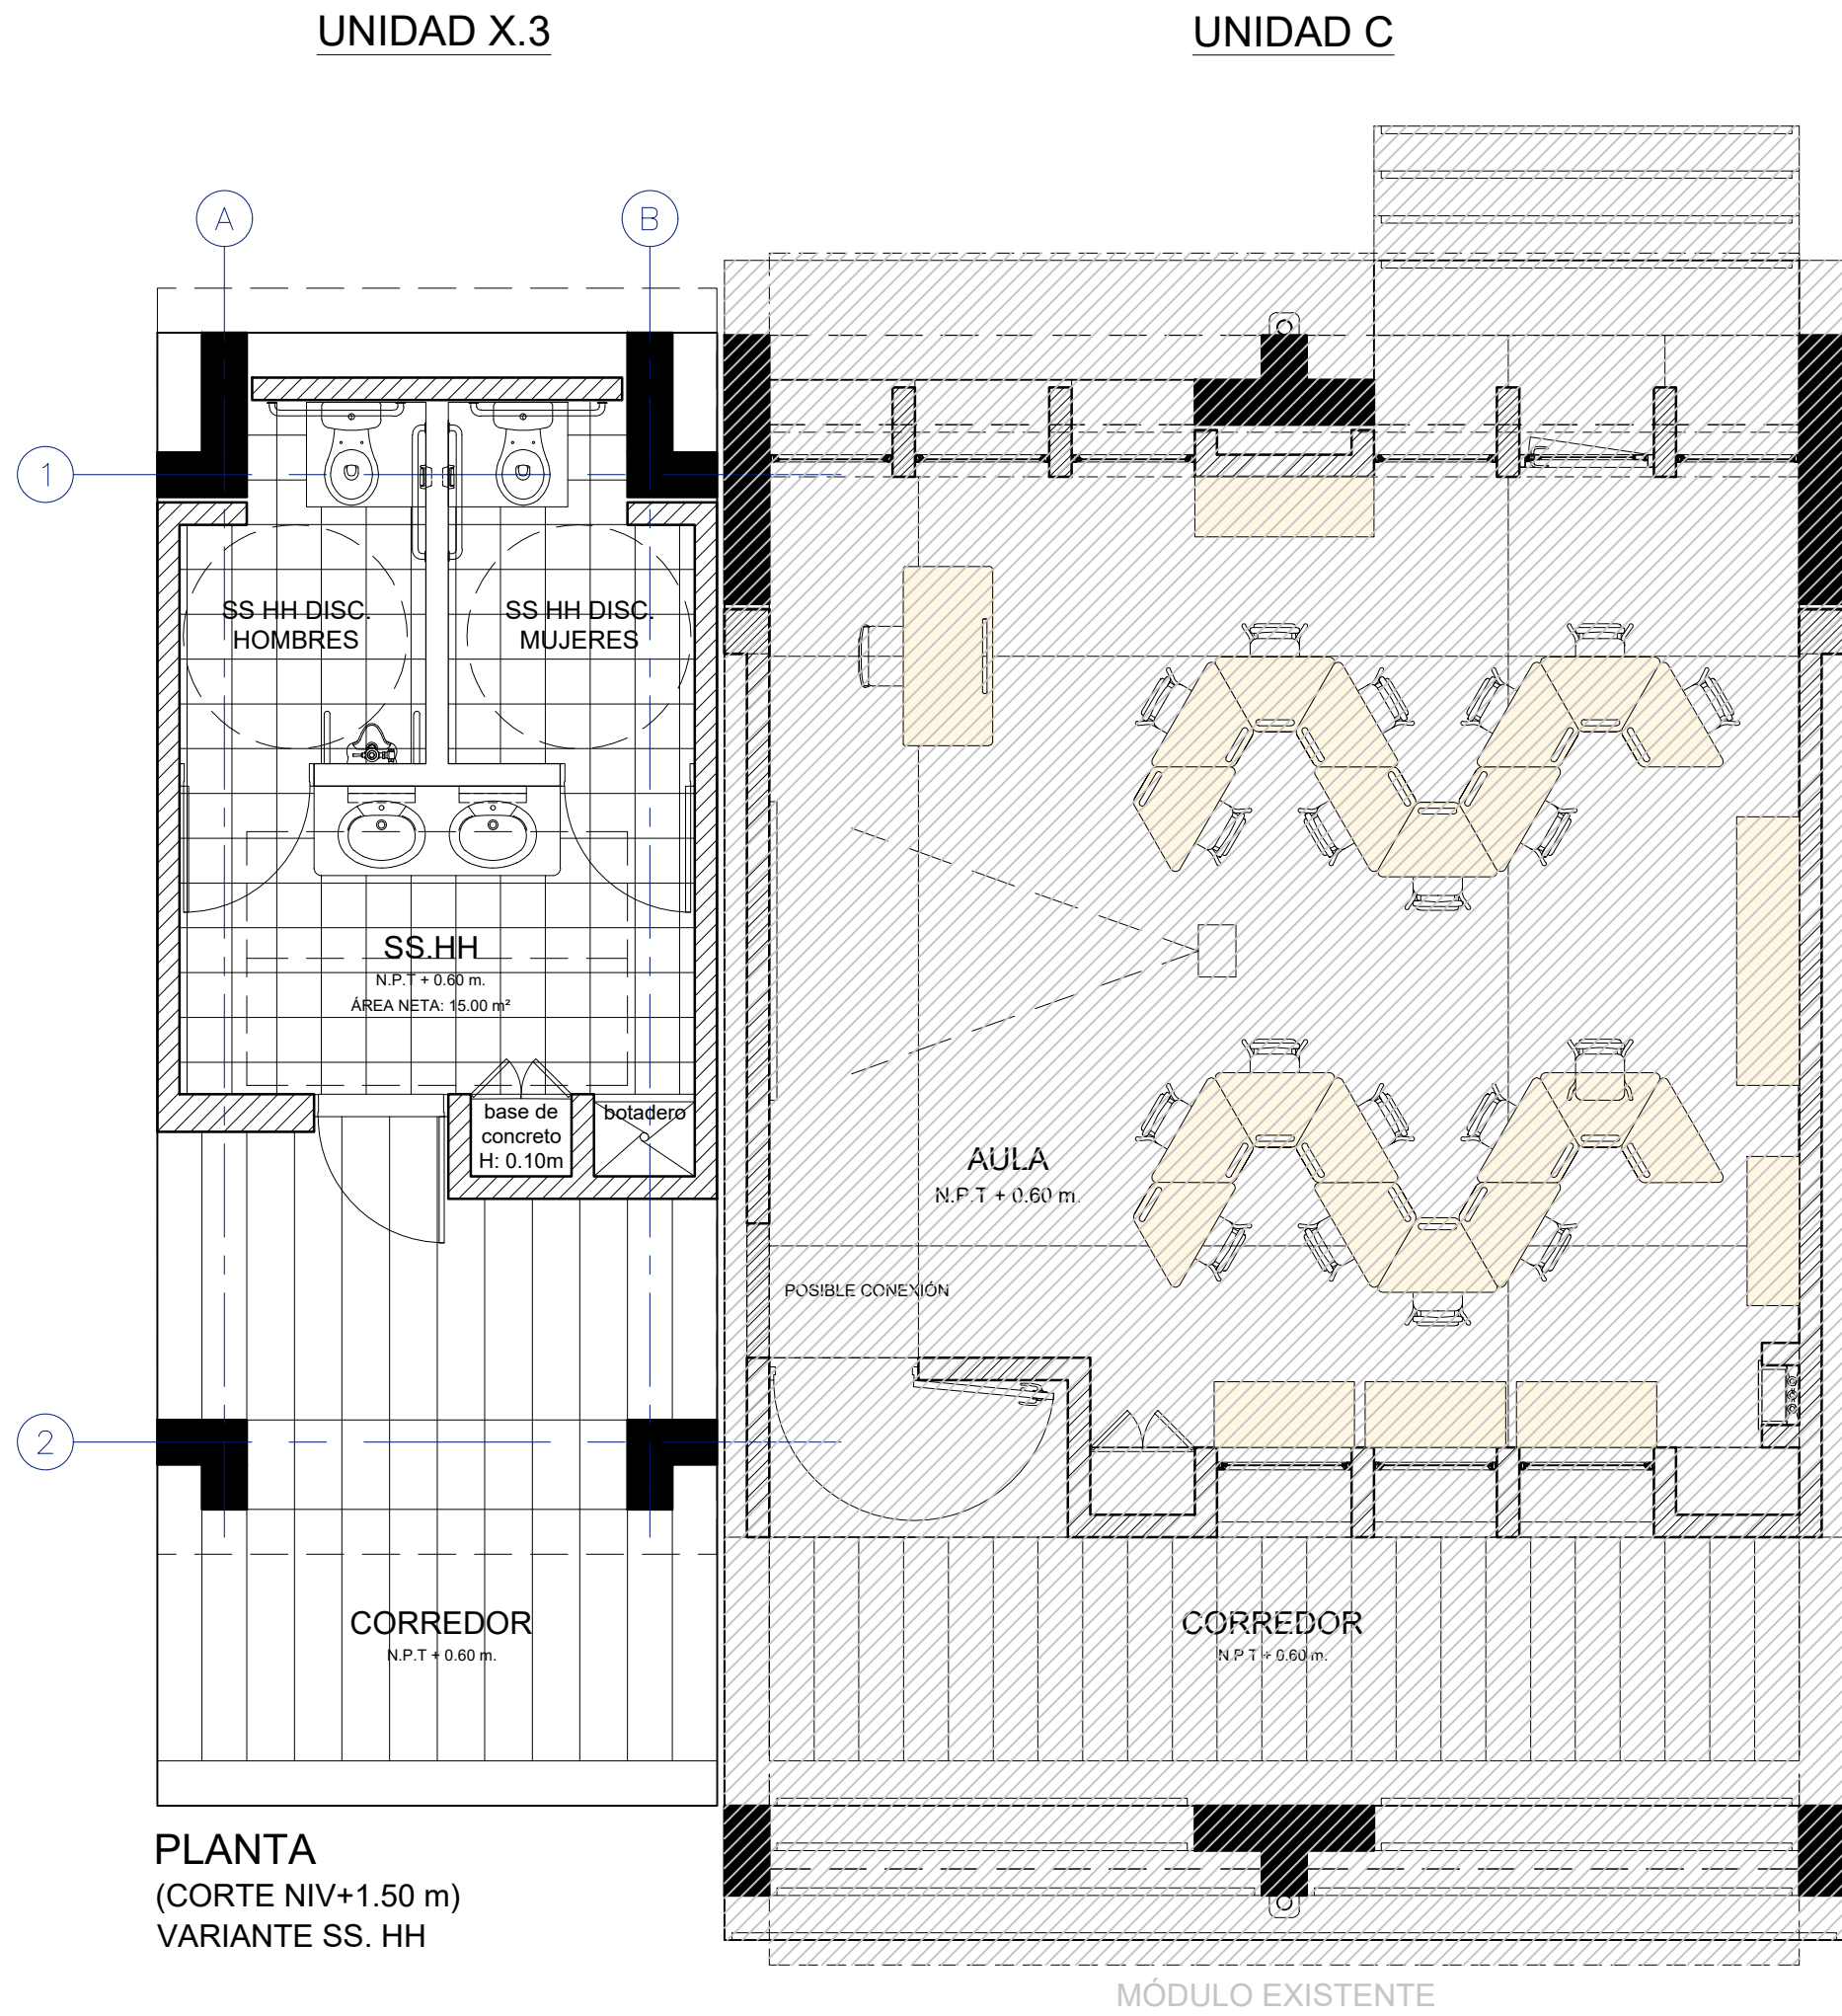 UNIDAD X.3
UNIDAD C
A
B
1
SS HH DISC.
HOMBRES
SS HH DISC.
MUJERES
SS.HH
N.P.T + 0.60 m.
ÁREA NETA: 15.00 m²
base de
concreto
H: 0.10m
botadero
AULA
N.P.T + 0.60 m.
POSIBLE CONEXIÓN
2
CORREDOR
N.P.T + 0.60 m.
CORREDOR
N.P.T + 0.60 m.
PLANTA
(CORTE NIV+1.50 m)
VARIANTE SS. HH
MÓDULO EXISTENTE